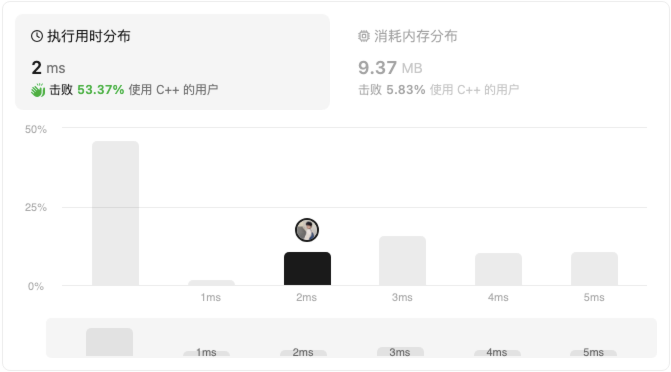 执行用时分布
2 ms
击败 53.37% 使用 C++ 的用户
消耗内存分布
9.37 MB
击败 5.83% 使用 C++ 的用户
50%
25%
0%
1ms 2ms 3ms 4ms 5ms
1ms 2ms 3ms 4ms 5ms